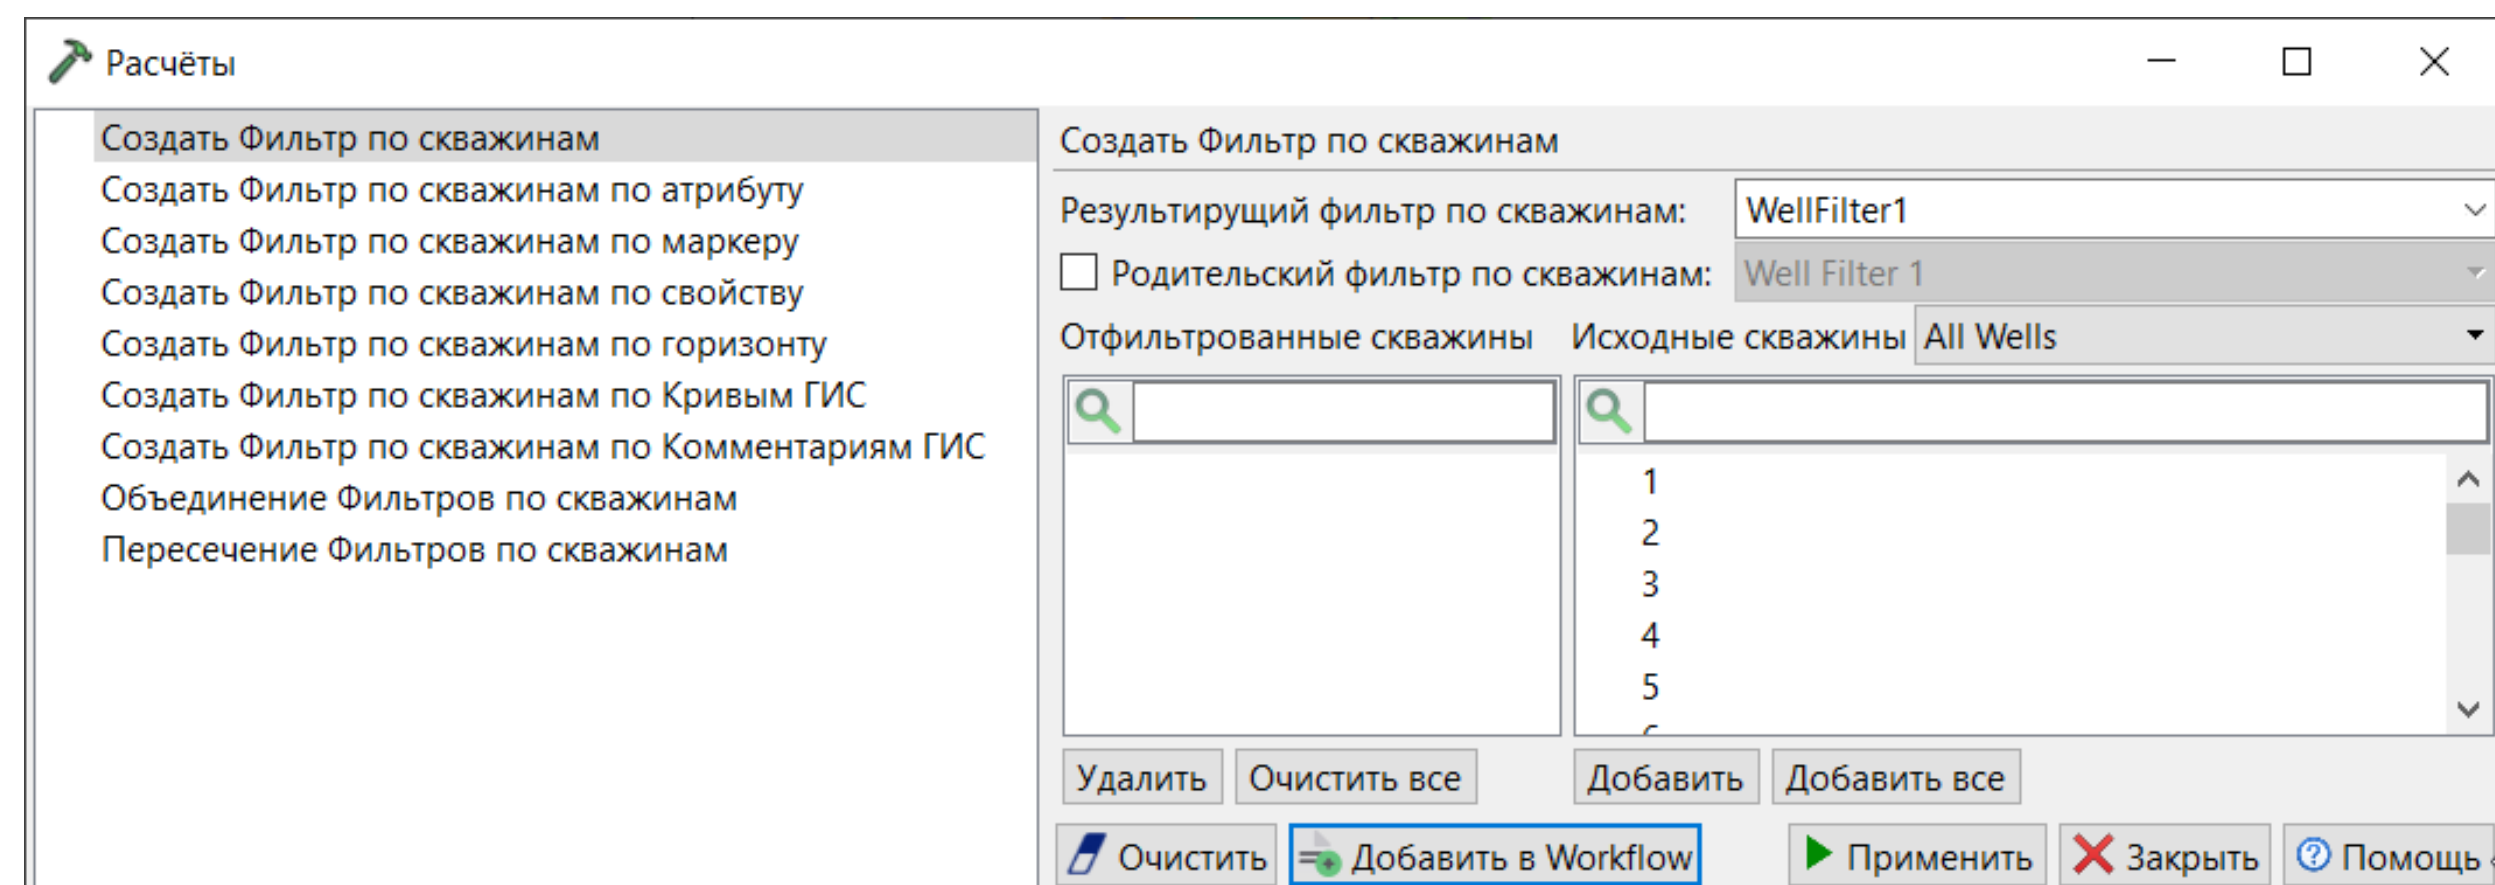 Расчёты
Создать Фильтр по скважинам
Создать Фильтр по скважинам по атрибуту
Создать Фильтр по скважинам по маркеру
Создать Фильтр по скважинам по свойству
Создать Фильтр по скважинам по горизонту
Создать Фильтр по скважинам по Кривым ГИС
Создать Фильтр по скважинам по Комментариям ГИС
Объединение Фильтров по скважинам
Пересечение Фильтров по скважинам
Создать Фильтр по скважинам
Результирущий фильтр по скважинам: WellFilter1
Родительский фильтр по скважинам: Well Filter 1
Отфильтрованные скважины Исходные скважины All Wells
1
2
3
4
5
Удалить Очистить все Добавить Добавить все
Очистить Добавить в Workflow Применить Закрыть Помощь